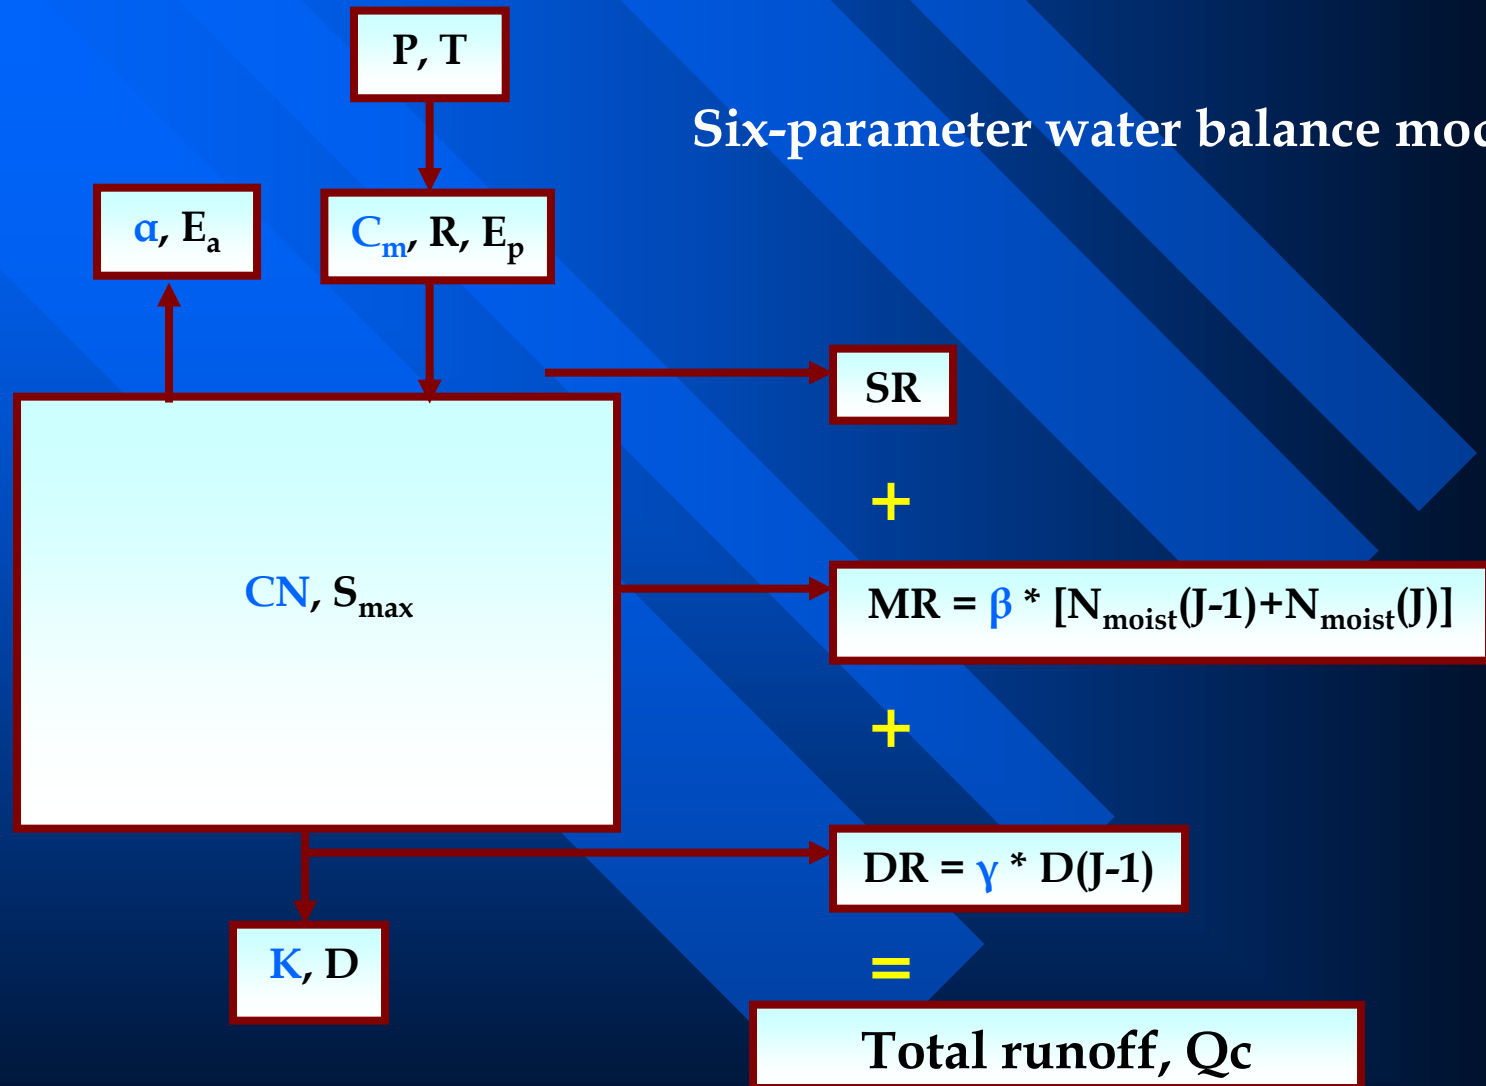 P, T
Six-parameter water balance
α, Eₐ
Cₘ, R, Eₚ
SR
+
CN, Sₘₐₓ
MR = β * [Nₘₒᵢₛₜ(J-1)+Nₘₒᵢₛₜ(J)]
+
DR = γ * D(J-1)
K, D
=
Total runoff, Qc